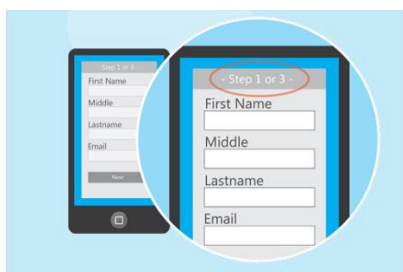 Step 1 or 3
First Name
Middle
Lastname
Email
Next
- Step 1 or 3 -
First Name
Middle
Lastname
Email